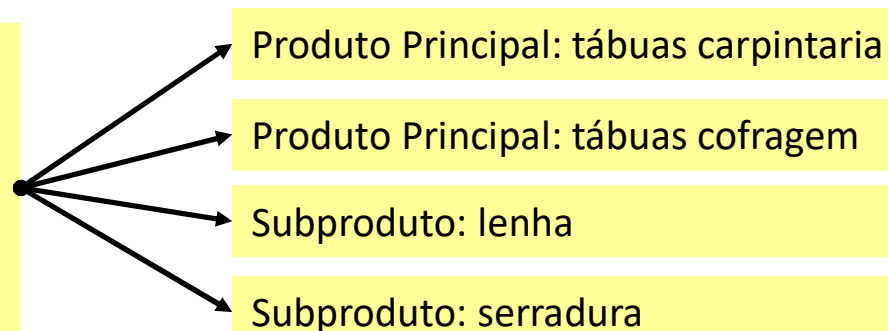 Produto Principal: tábuas carpintaria
Produto Principal: tábuas cofragem
Subproduto: lenha
Subproduto: serradura